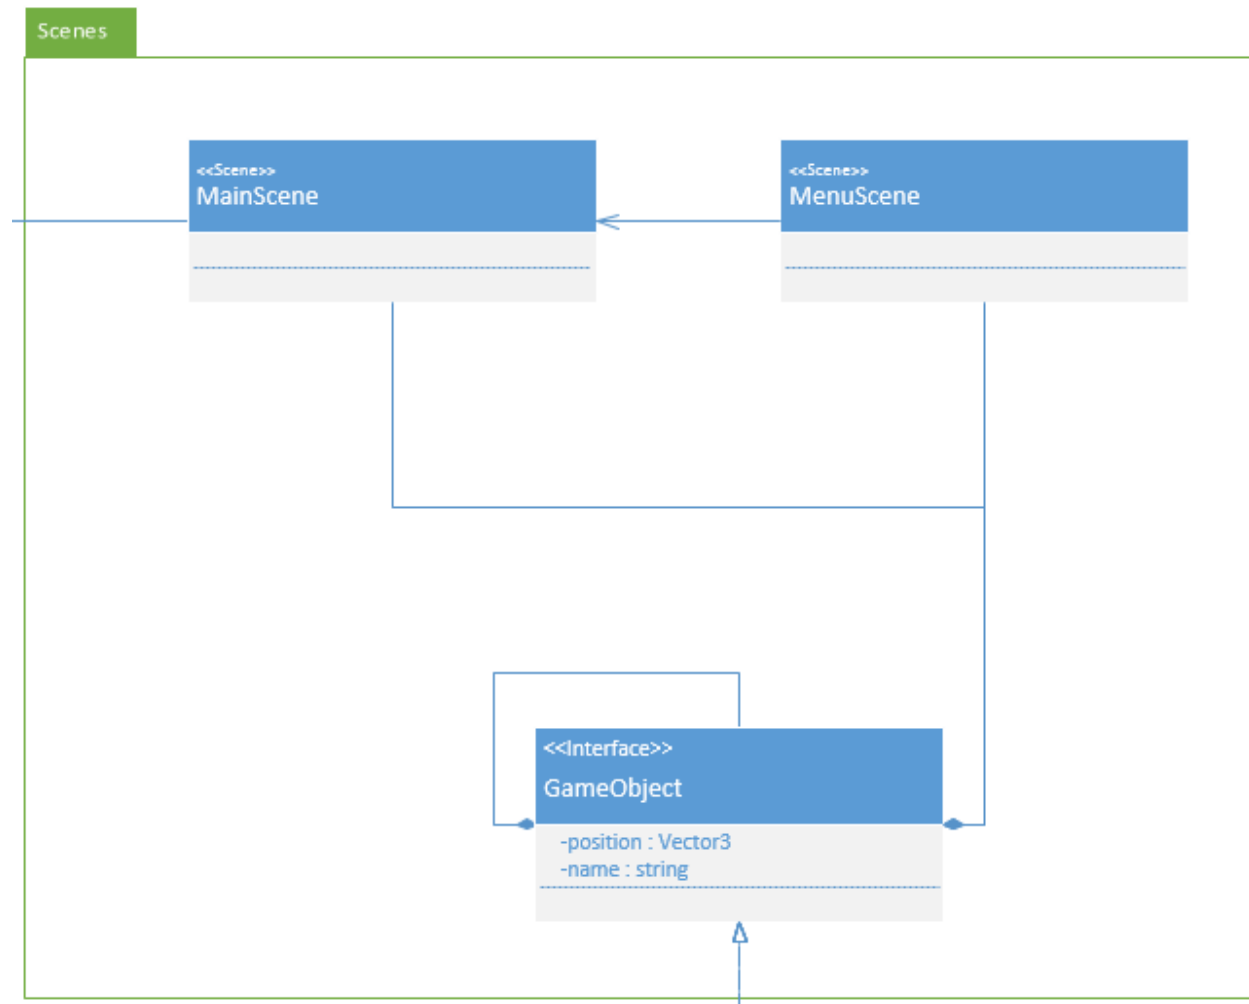 Scenes
<<Scene>>
MainScene
<<Scene>>
MenuScene
<<Interface>>
GameObject
-position : Vector3
-name : string